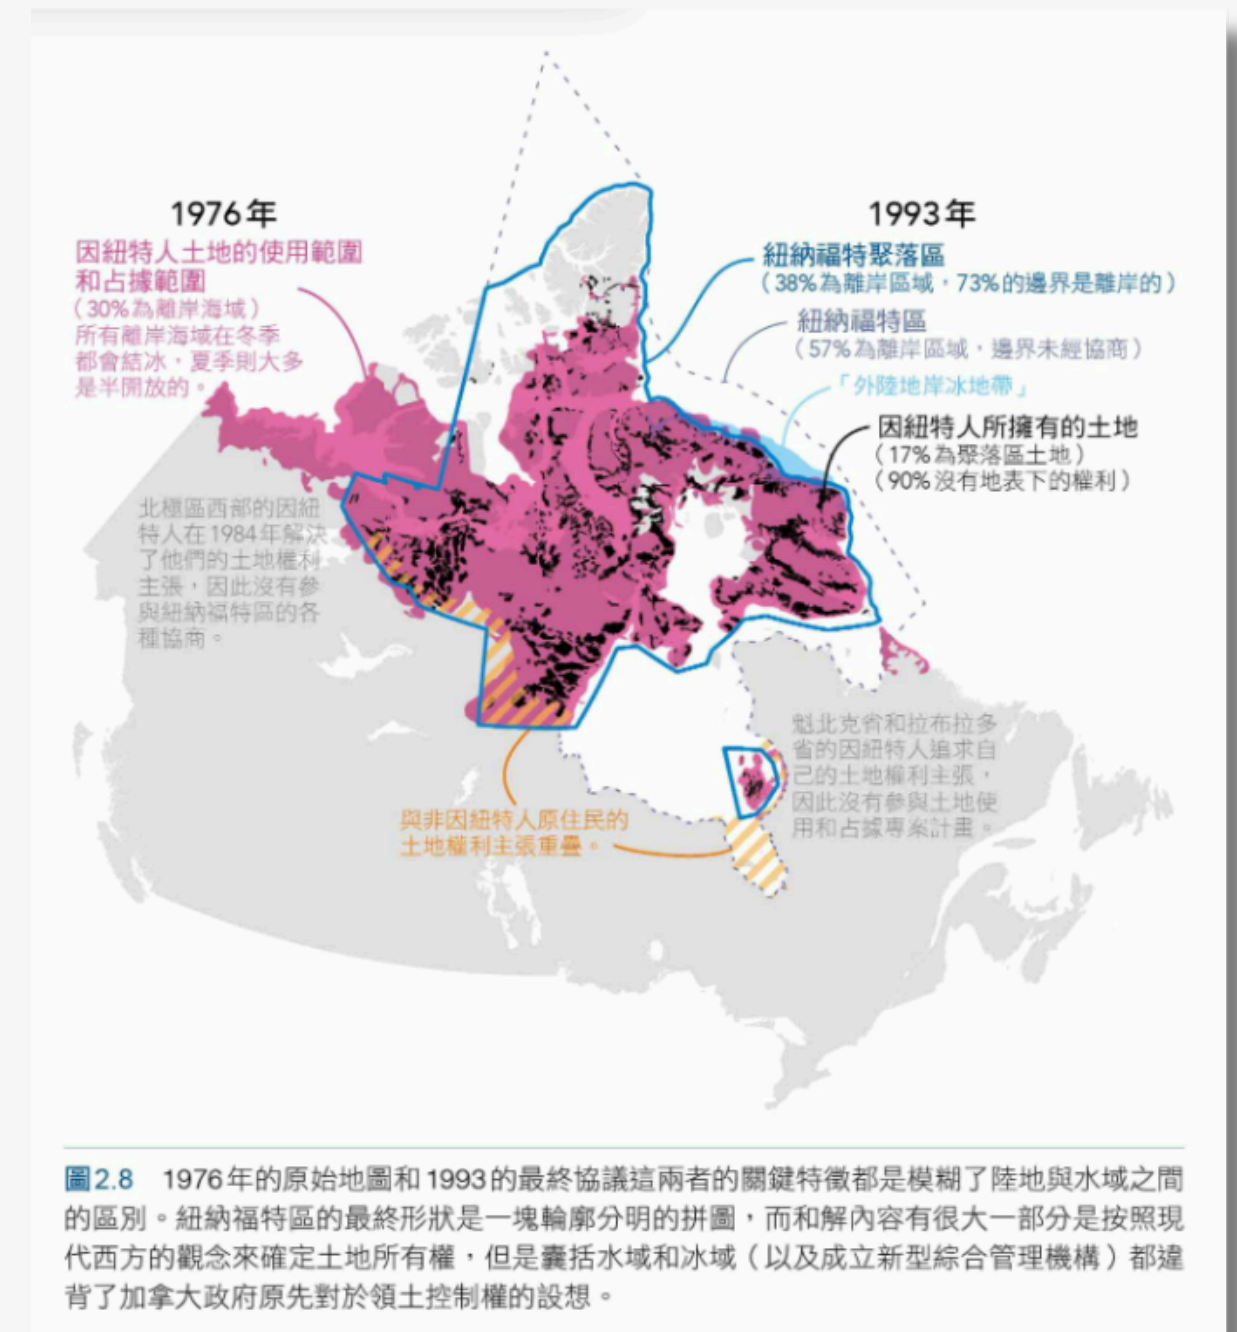 1976年
因紐特人土地的使用範圍
和占據範圍
（30%為離岸海域）
所有離岸海域在冬季
都會結冰，夏季則大多
是半開放的。
1993年
紐納福特聚落區
（38%為離岸區域，73%的邊界是離岸的）
紐納福特區
（57%為離岸區域，邊界未經協商）
「外陸地岸冰地帶」
因紐特人所擁有的土地
（17%為聚落區土地）
（90%沒有地表下的權利）
北極區西部的因紐
特人在1984年解決
了他們的土地權利
主張，因此沒有參
與紐納福特區的各
種協商。
魁北克省和拉布拉多
省的因紐特人追求自
己的土地權利主張，
因此沒有參與土地使
用和占據專案計畫。
與非因紐特人原住民的
土地權利主張重疊。
圖2.8 1976年的原始地圖和1993的最終協議這兩者的關鍵特徵都是模糊了陸地與水域之間
的區別。紐納福特區的最終形狀是一塊輪廓分明的拼圖，而和解內容有很大一部分是按照現
代西方的觀念來確定土地所有權，但是囊括水域和冰域（以及成立新型綜合管理機構）都違
背了加拿大政府原先對於領土控制權的設想。